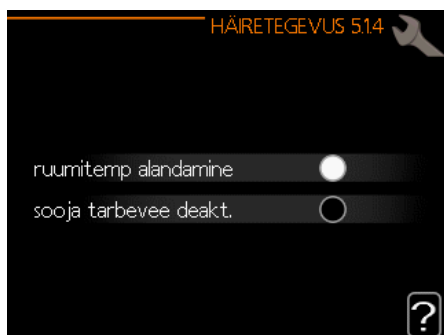 HÄIRETEGEVUS 5.1.4
ruumitemp alandamine
sooja tarbevee deakt.
?